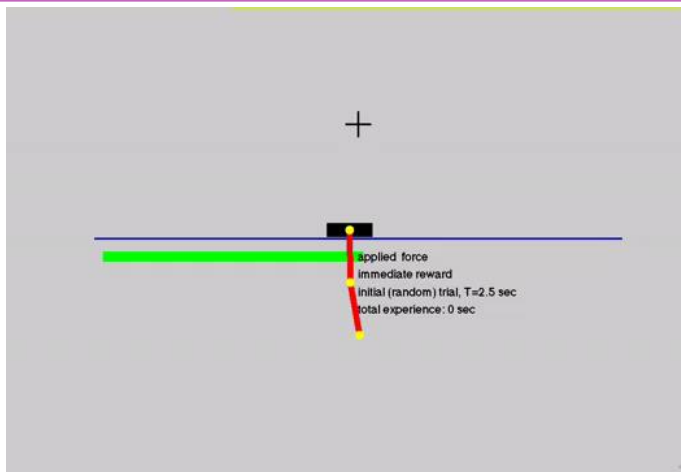 applied force
immediate reward
initial (random) trial, T=2.5 sec
total experience: 0 sec